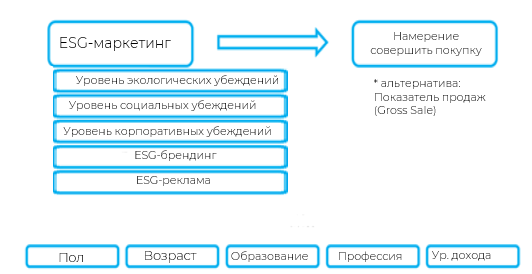 ESG-маркетинг
Намерение
совершить покупку
Уровень экологических убеждений
Уровень социальных убеждений
Уровень корпоративных убеждений
ESG-брендинг
ESG-реклама
* альтернатива:
Показатель продаж
(Gross Sale)
Пол
Возраст
Образование
Профессия
Ур. дохода